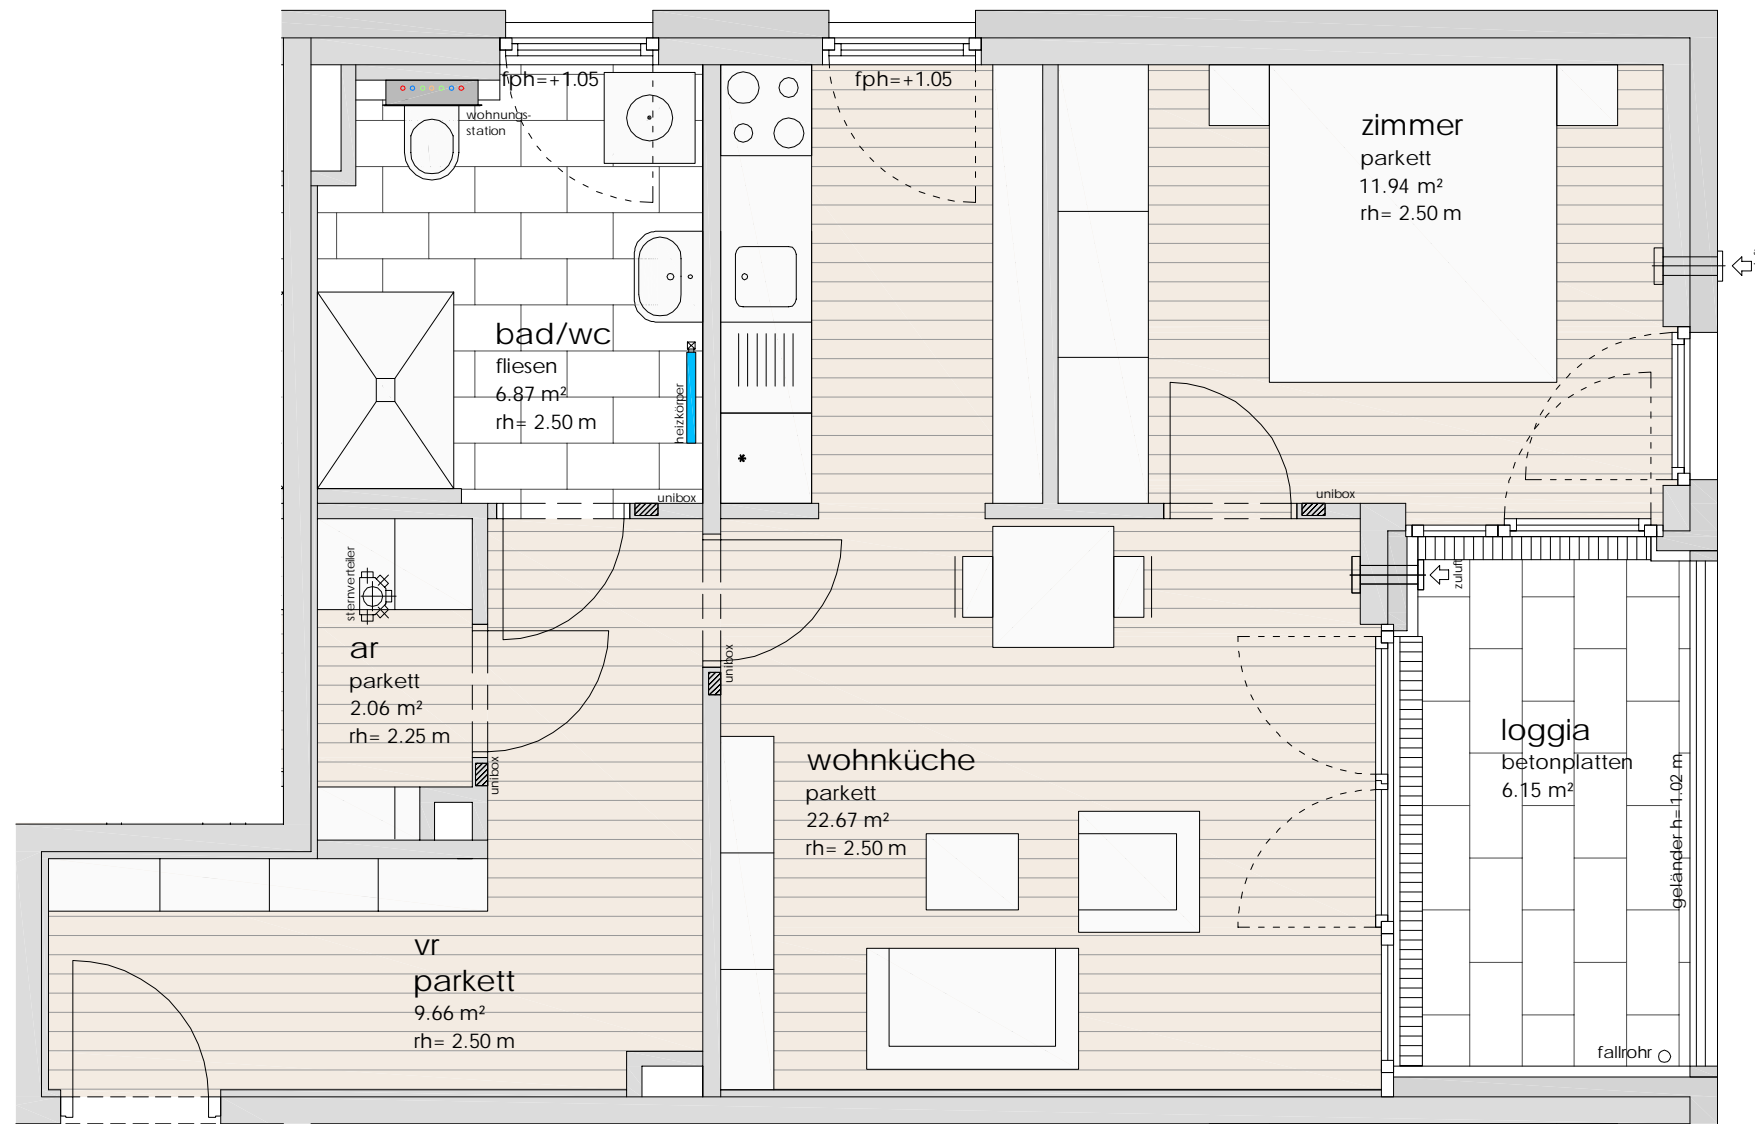 fph=+1.05
fph=+1.05
wohnungs-
station
zimmer
parkett
11.94 m²
rh= 2.50 m
bad/wc
fliesen
6.87 m²
rh= 2.50 m
heizkörper
unibox
unibox
sternverteiler
zuluft
ar
parkett
2.06 m²
rh= 2.25 m
unibox
unibox
wohnküche
parkett
22.67 m²
rh= 2.50 m
loggia
betonplatten
6.15 m²
geländer h=1.02 m
vr
parkett
9.66 m²
rh= 2.50 m
fallrohr